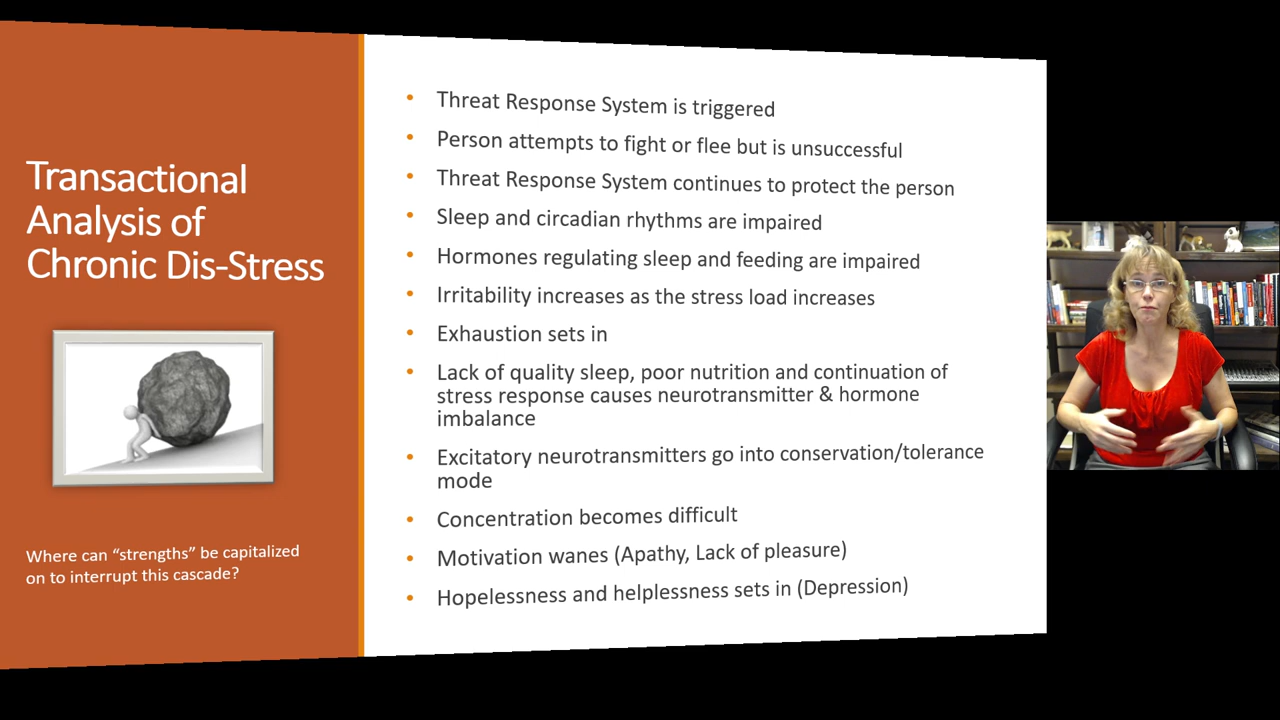 Transactional
Analysis of
Chronic Dis-Stress
Where can “strengths” be capitalized
on to interrupt this cascade?
• Threat Response System is triggered
• Person attempts to fight or flee but is unsuccessful
• Threat Response System continues to protect the person
• Sleep and circadian rhythms are impaired
• Hormones regulating sleep and feeding are impaired
• Irritability increases as the stress load increases
• Exhaustion sets in
• Lack of quality sleep, poor nutrition and continuation of
stress response causes neurotransmitter & hormone
imbalance
• Excitatory neurotransmitters go into conservation/tolerance
mode
• Concentration becomes difficult
• Motivation wanes (Apathy, Lack of pleasure)
• Hopelessness and helplessness sets in (Depression)